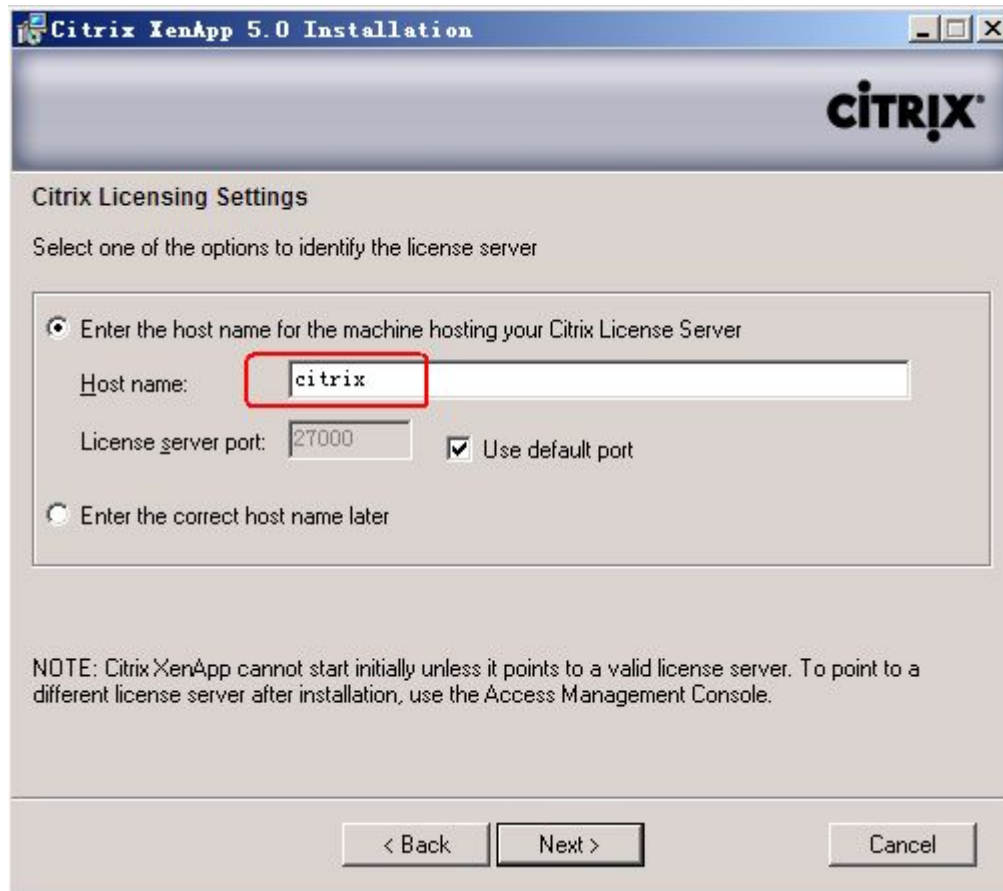 Citrix XenApp 5.0 Installation
CİTRIX
Citrix Licensing Settings
Select one of the options to identify the license server
Enter the host name for the machine hosting your Citrix License Server
Host name: citrix
License server port: 27000 Use default port
Enter the correct host name later
NOTE: Citrix XenApp cannot start initially unless it points to a valid license server. To point to a
different license server after installation, use the Access Management Console.
< Back Next > Cancel